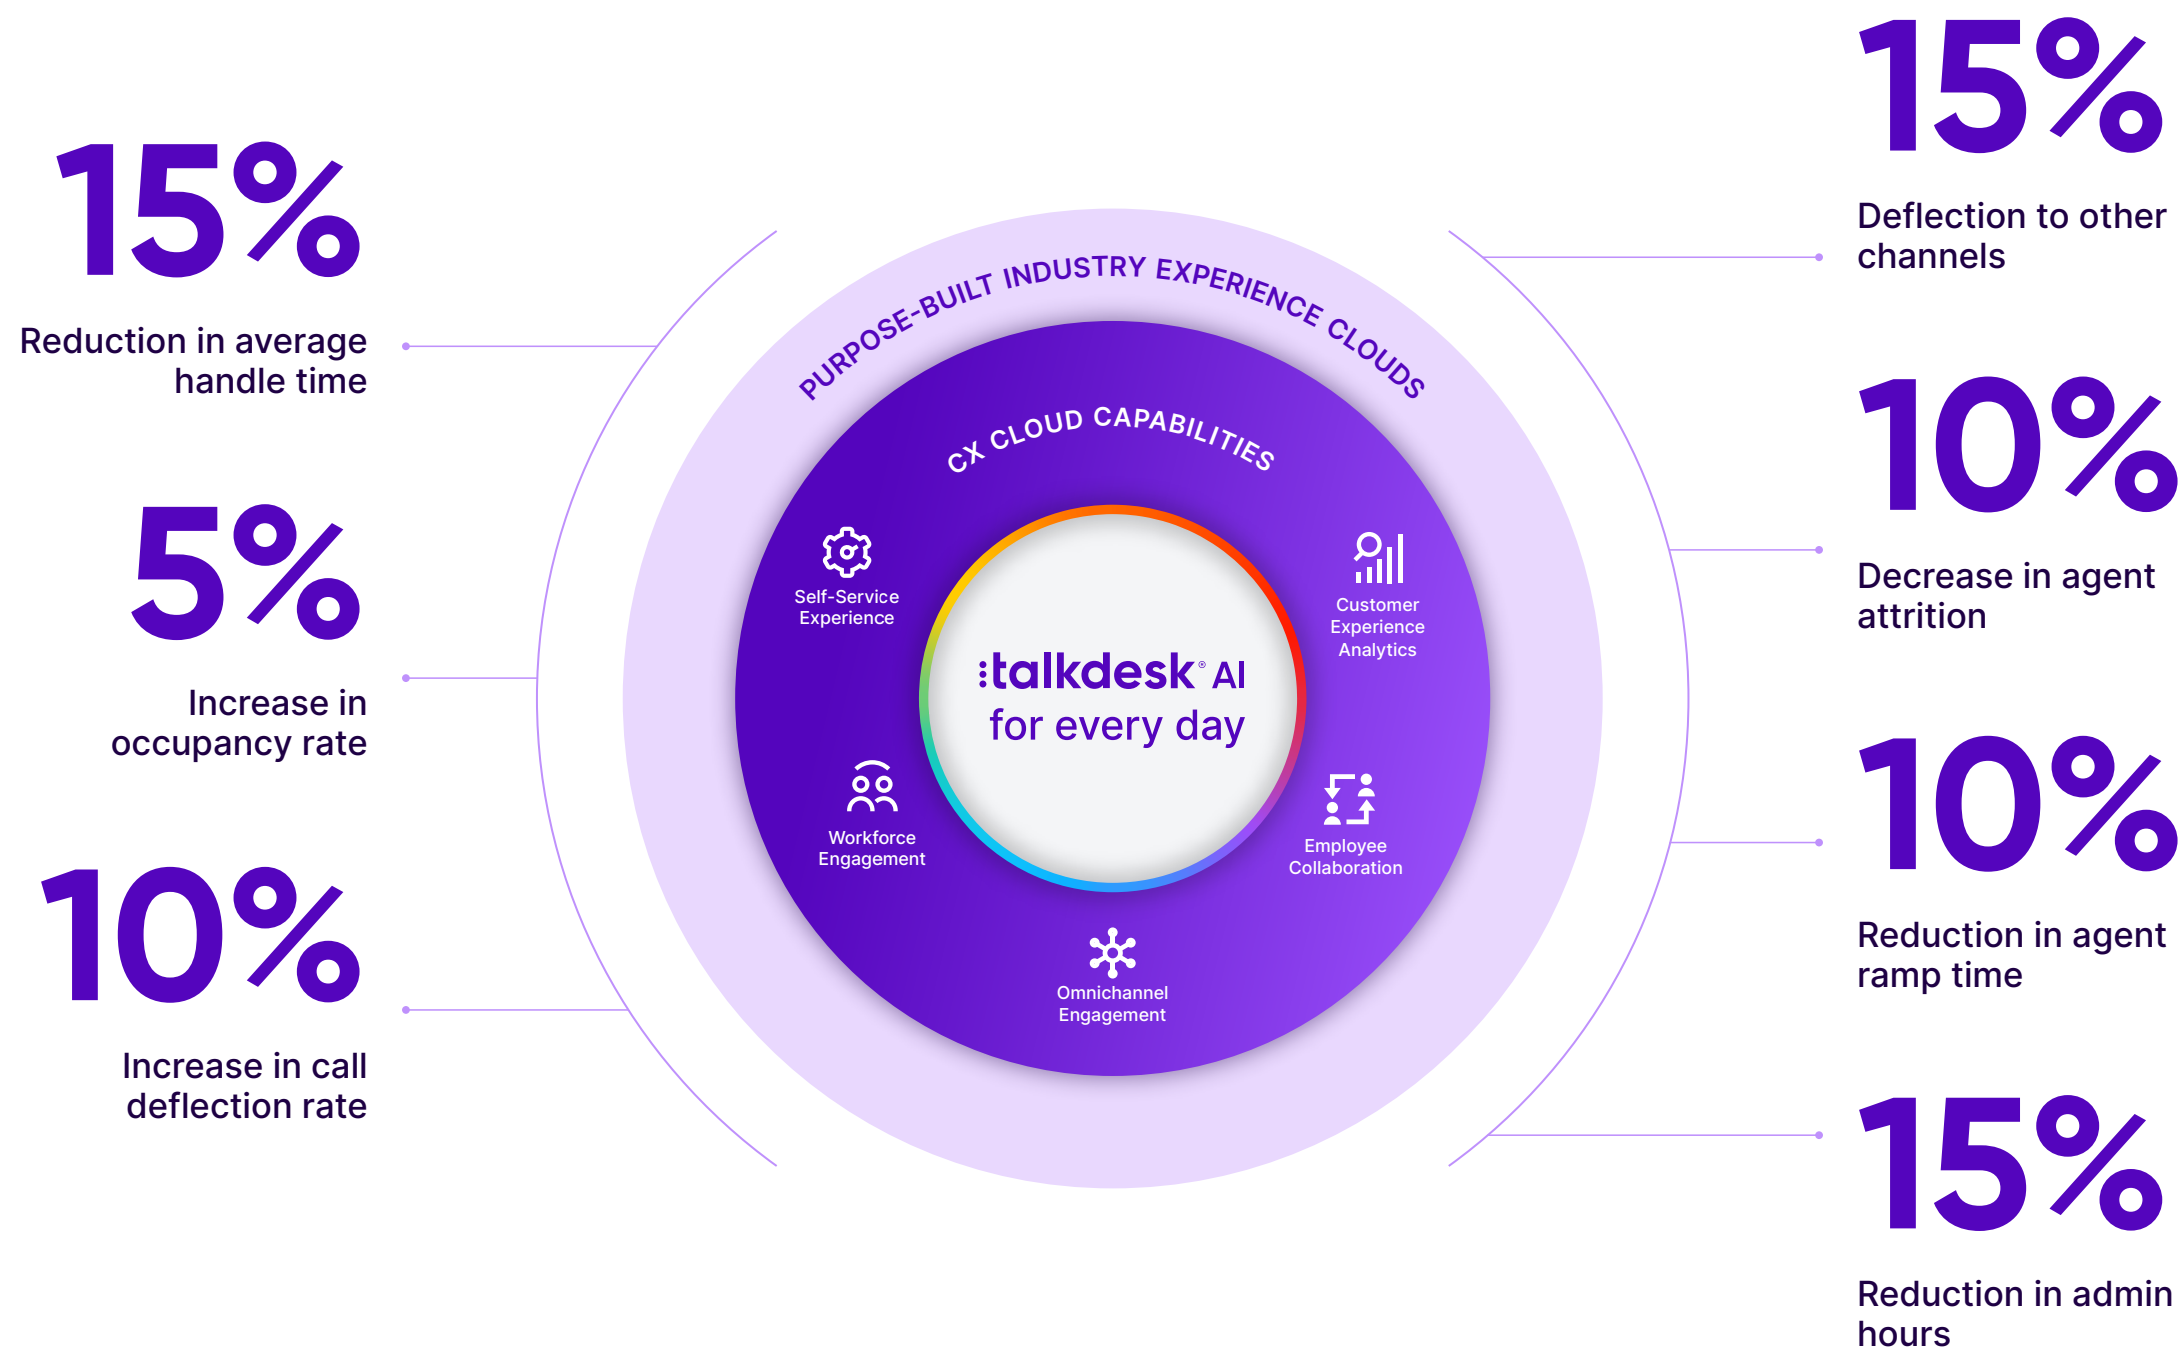 15%
Reduction in average
handle time
5%
Increase in
occupancy rate
10%
Increase in call
deflection rate
PURPOSE-BUILT INDUSTRY EXPERIENCE CLOUDS
CX CLOUD CAPABILITIES
Self-Service
Experience
Customer
Experience
Analytics
talkdesk® AI
for every day
Workforce
Engagement
Employee
Collaboration
Omnichannel
Engagement
15%
Deflection to other
channels
10%
Decrease in agent
attrition
10%
Reduction in agent
ramp time
15%
Reduction in admin
hours